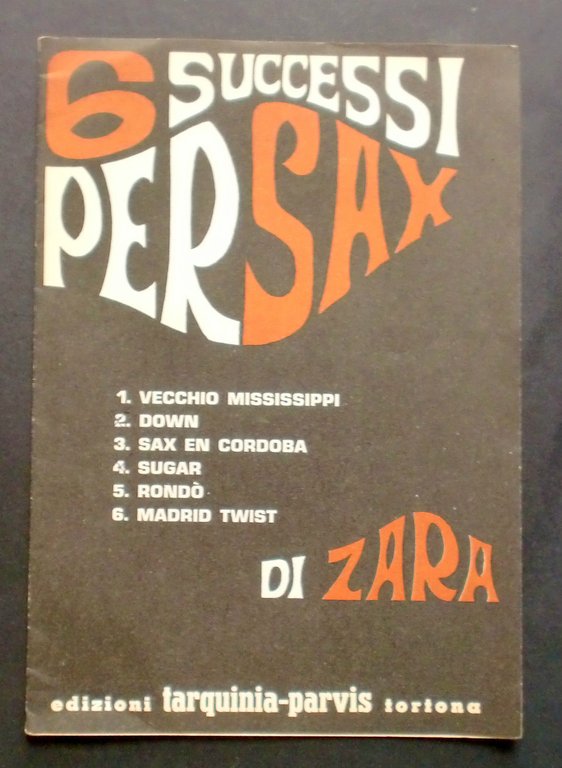 6 SUCCESSI
PER SAX
1. VECCHIO MISSISSIPPI
2. DOWN
3. SAX EN CORDOBA
4. SUGAR
5. RONDÒ
6. MADRID TWIST
DI ZARA
edizioni tarquinia-parvis tortona